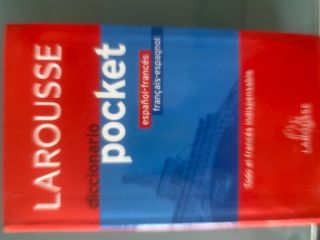 LAROUSSE
diccionario
pocket
español-francés
français-espagnol
todo el francés indispensable
LAROUSSE